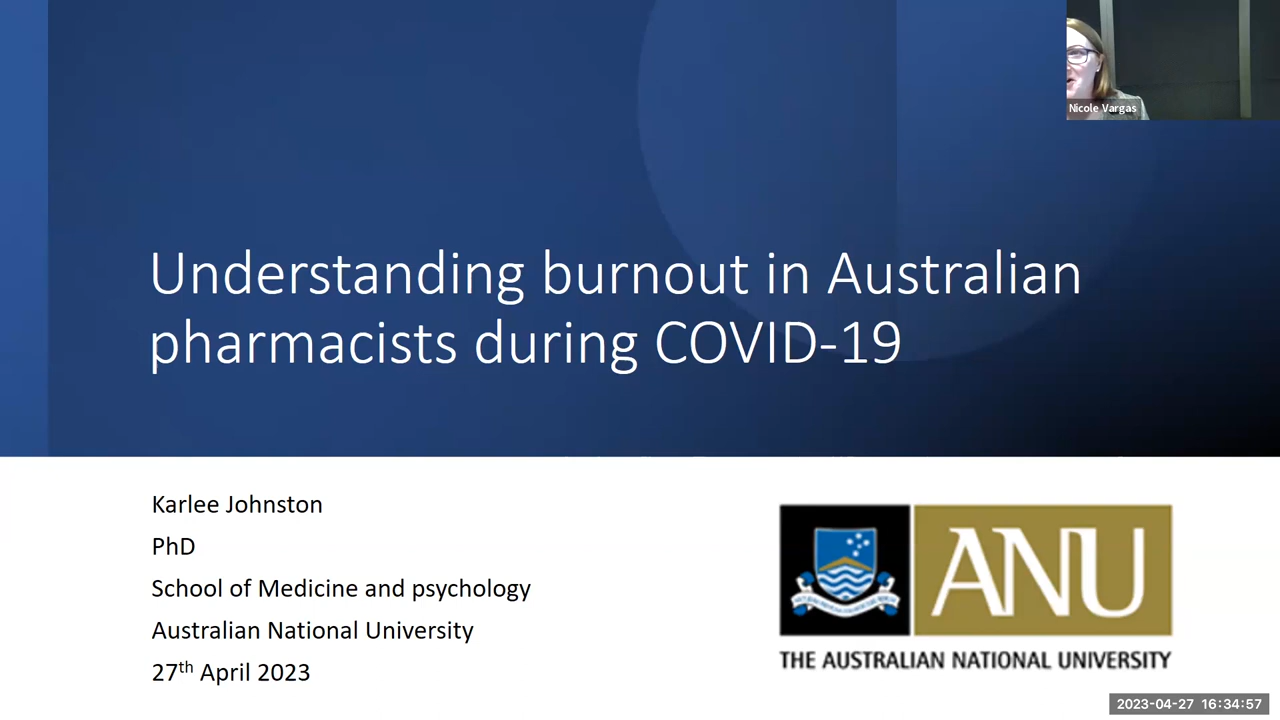 Nicole Vargas
Understanding burnout in Australian
pharmacists during COVID-19
Karlee Johnston
PhD
School of Medicine and psychology
Australian National University
27th April 2023
ANU
THE AUSTRALIAN NATIONAL UNIVERSITY
2023-04-27 16:34:57